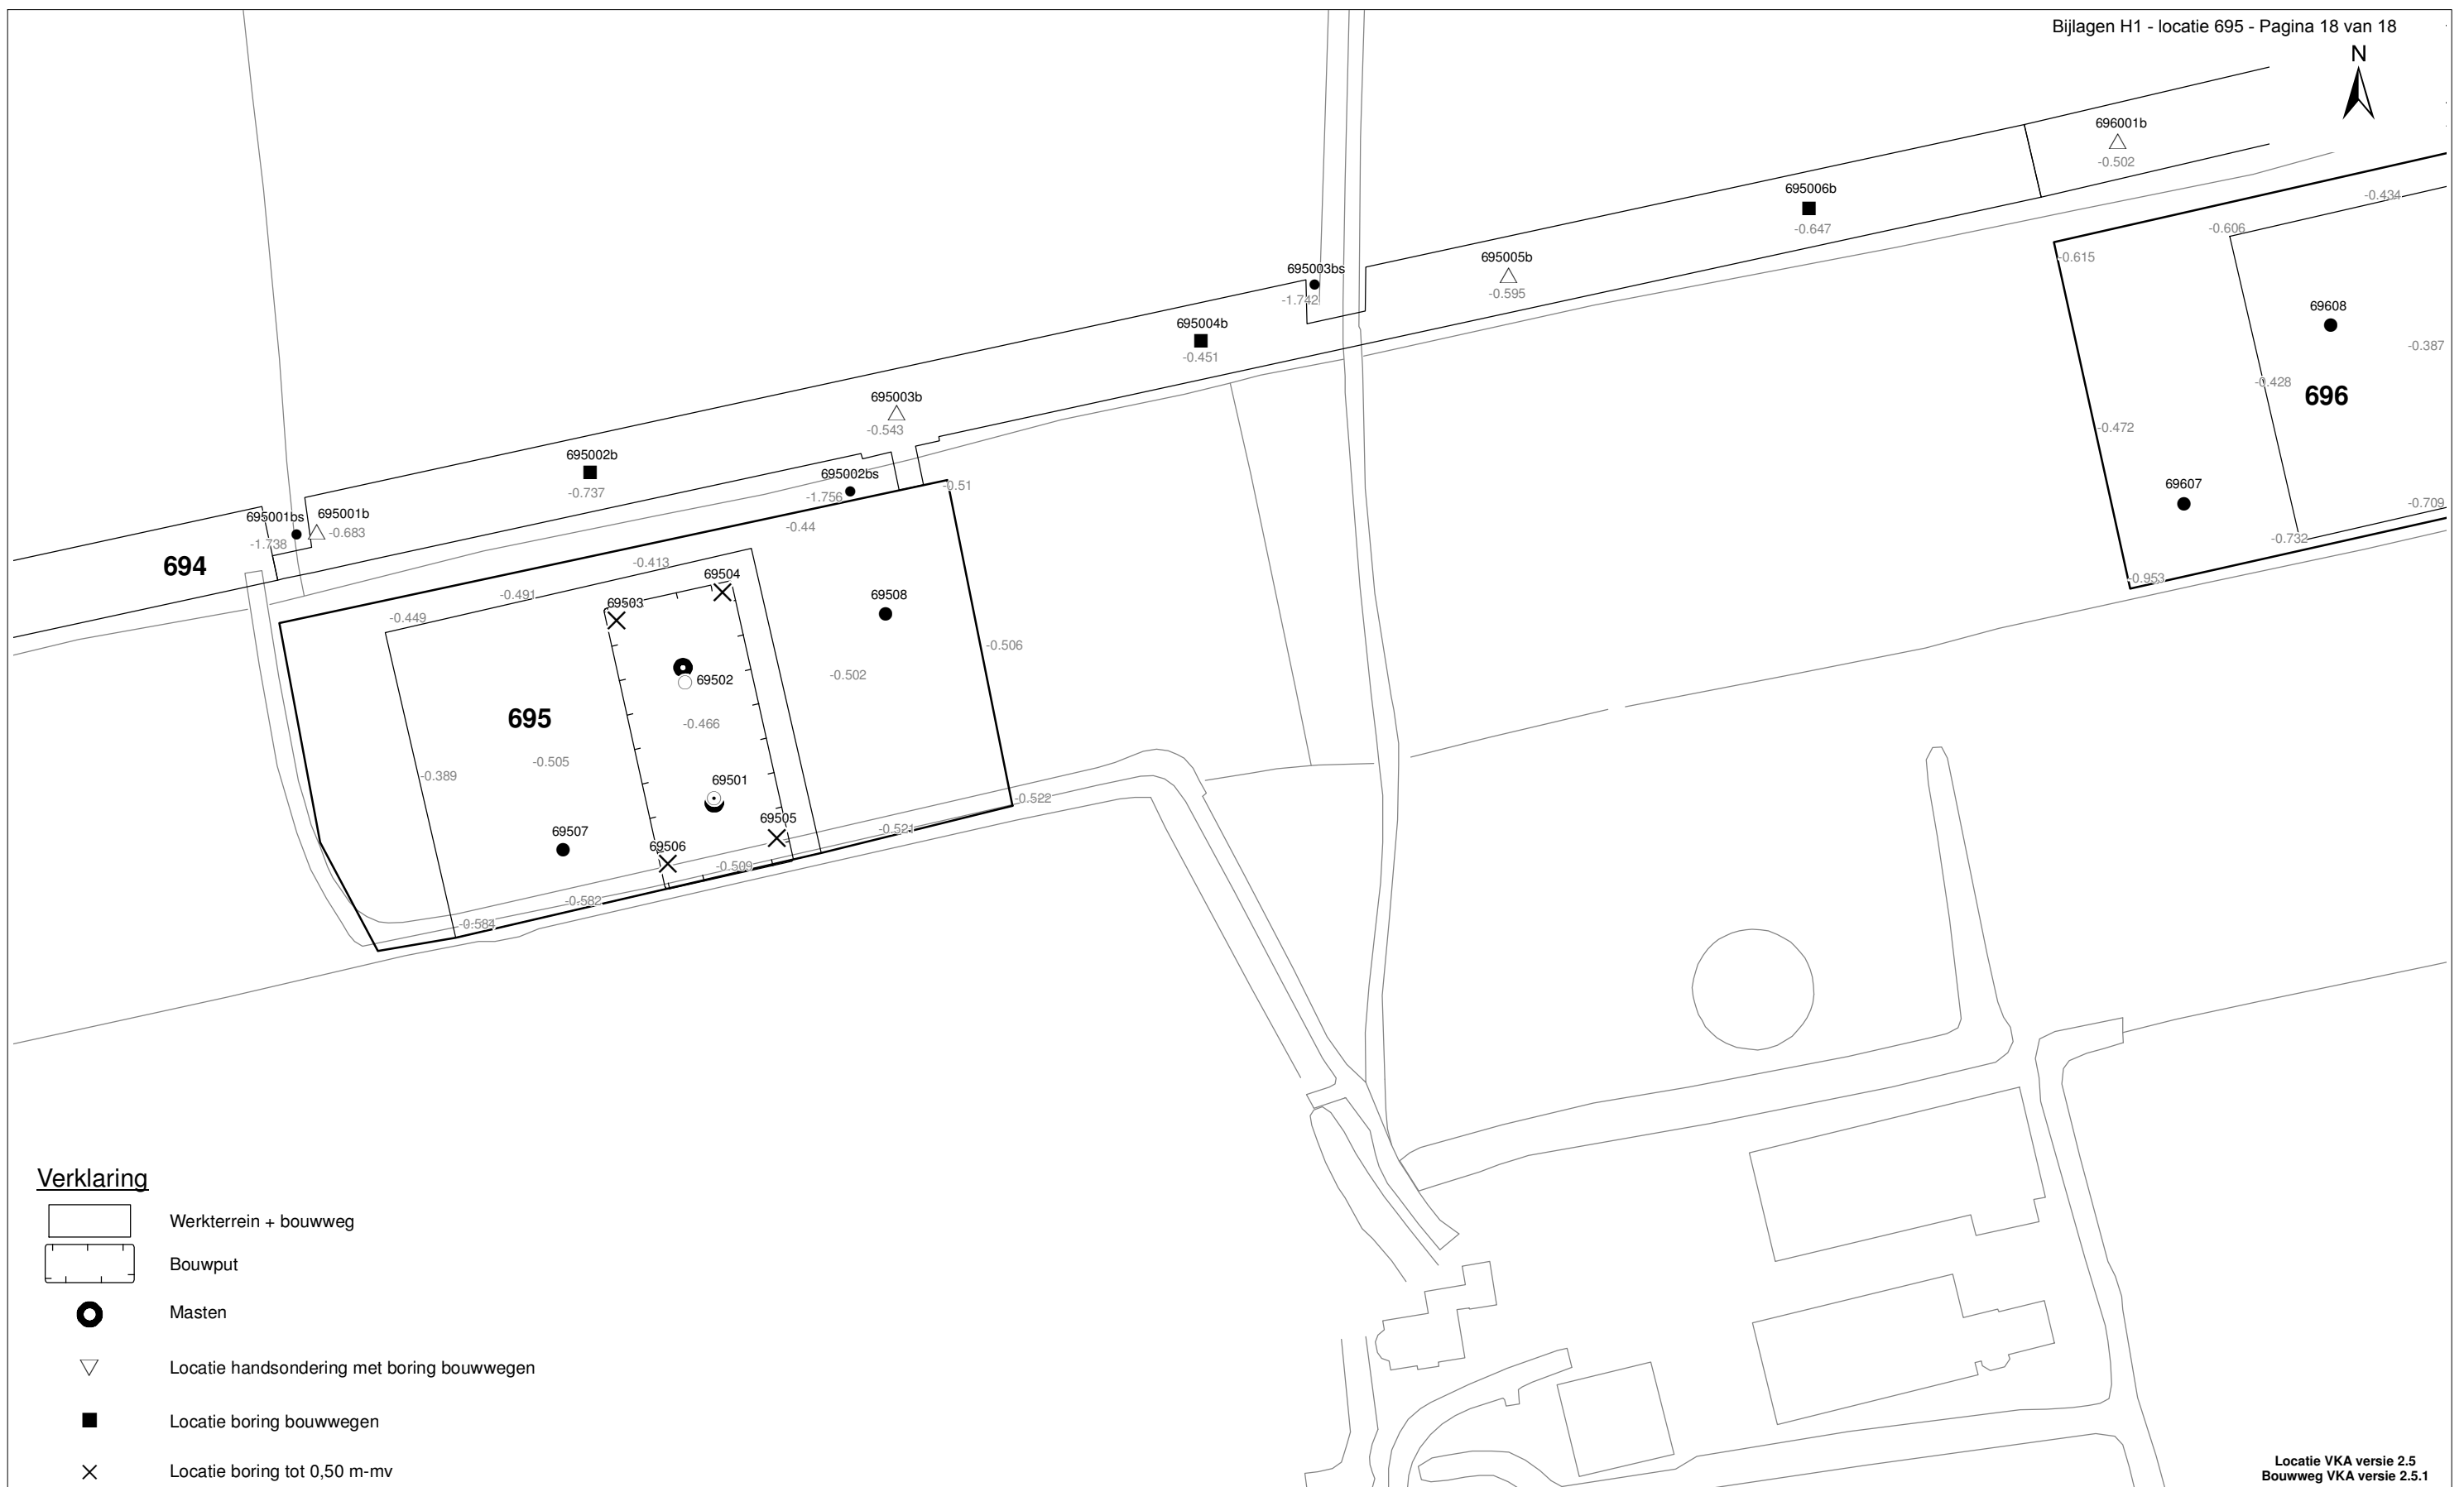 Bijlagen H1 - locatie 695 - Pagina 18 van 18
N
696001b
-0.502
695006b
-0.647
-0.434
-0.606
-0.615
695005b
-0.595
695003bs
-1.742
69608
-0.387
695004b
-0.451
-0.428
696
695003b
-0.543
-0.472
695002b
-0.737
695002bs
-1.756
-0.51
69607
-0.709
695001bs
695001b
-0.683
-1.738
-0.44
-0.732
694
-0.413
69504
-0.953
-0.491
69503
69508
-0.449
-0.506
69502
-0.502
695
-0.466
-0.505
-0.389
69501
-0.522
69505
-0.521
69507
69506
-0.509
-0.582
-0.584
Verklaring
Werkterrein + bouwweg
Bouwput
Masten
Locatie handsondering met boring bouwwegen
Locatie boring bouwwegen
Locatie boring tot 0,50 m-mv
Locatie VKA versie 2.5
Bouwweg VKA versie 2.5.1